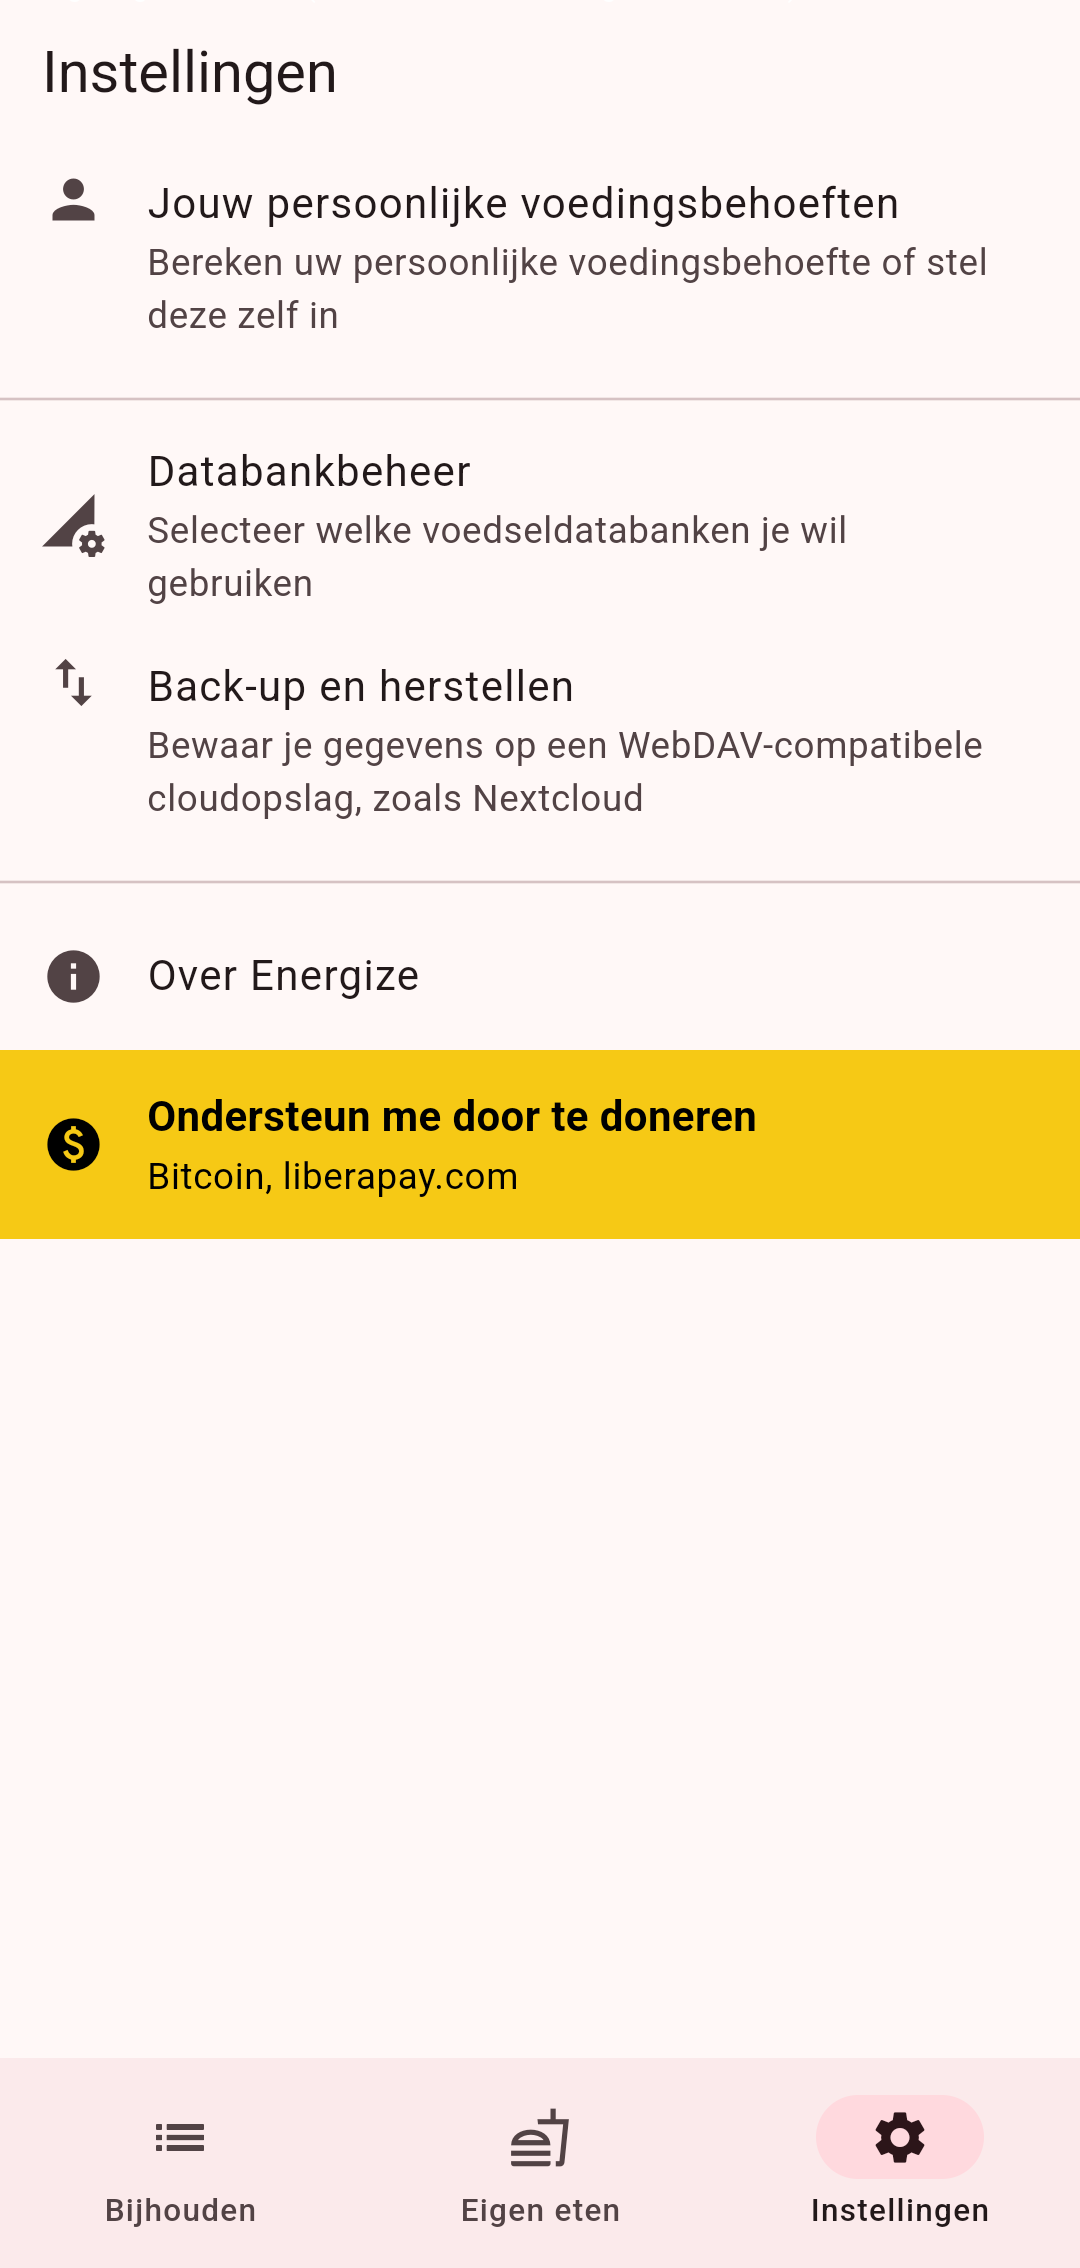 Instellingen
Jouw persoonlijke voedingsbehoeften
Bereken uw persoonlijke voedingsbehoefte of stel
deze zelf in
Databankbeheer
Selecteer welke voedseldatabanken je wil
gebruiken
Back-up en herstellen
Bewaar je gegevens op een WebDAV-compatibele
cloudopslag, zoals Nextcloud
Over Energize
Ondersteun me door te doneren
Bitcoin, liberapay.com
Bijhouden
Eigen eten
Instellingen